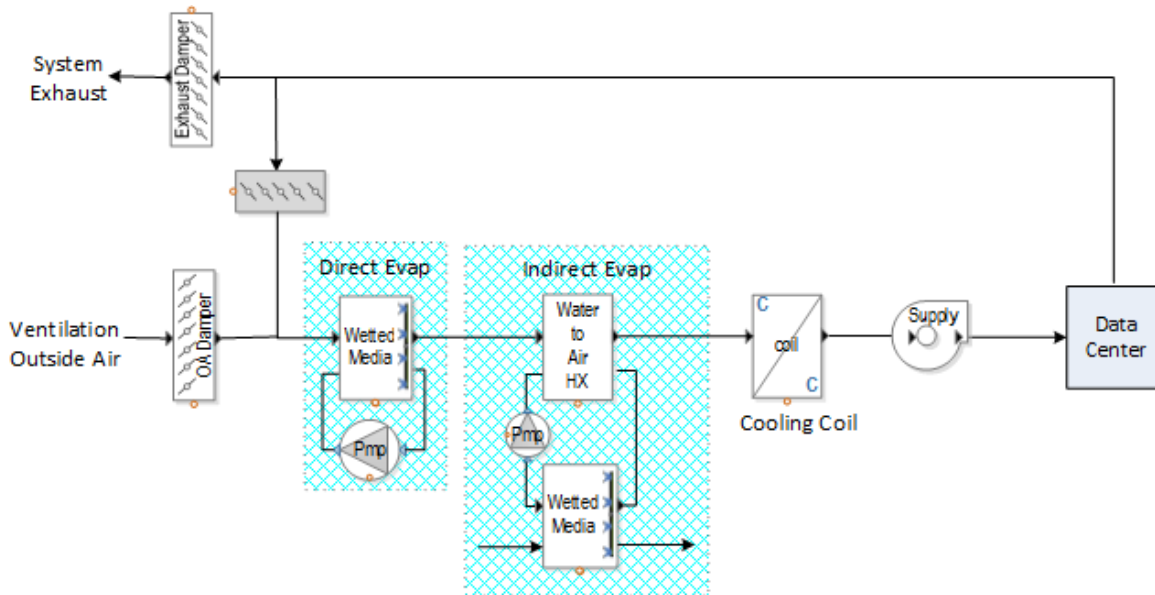 System
Exhaust
Exhaust Damper
Direct Evap
Indirect Evap
Ventilation
Outside Air
OA Damper
Wetted
Media
Pmp
Water
to
Air
HX
Pmp
Wetted
Media
C
coil
C
Cooling Coil
Supply
Data
Center